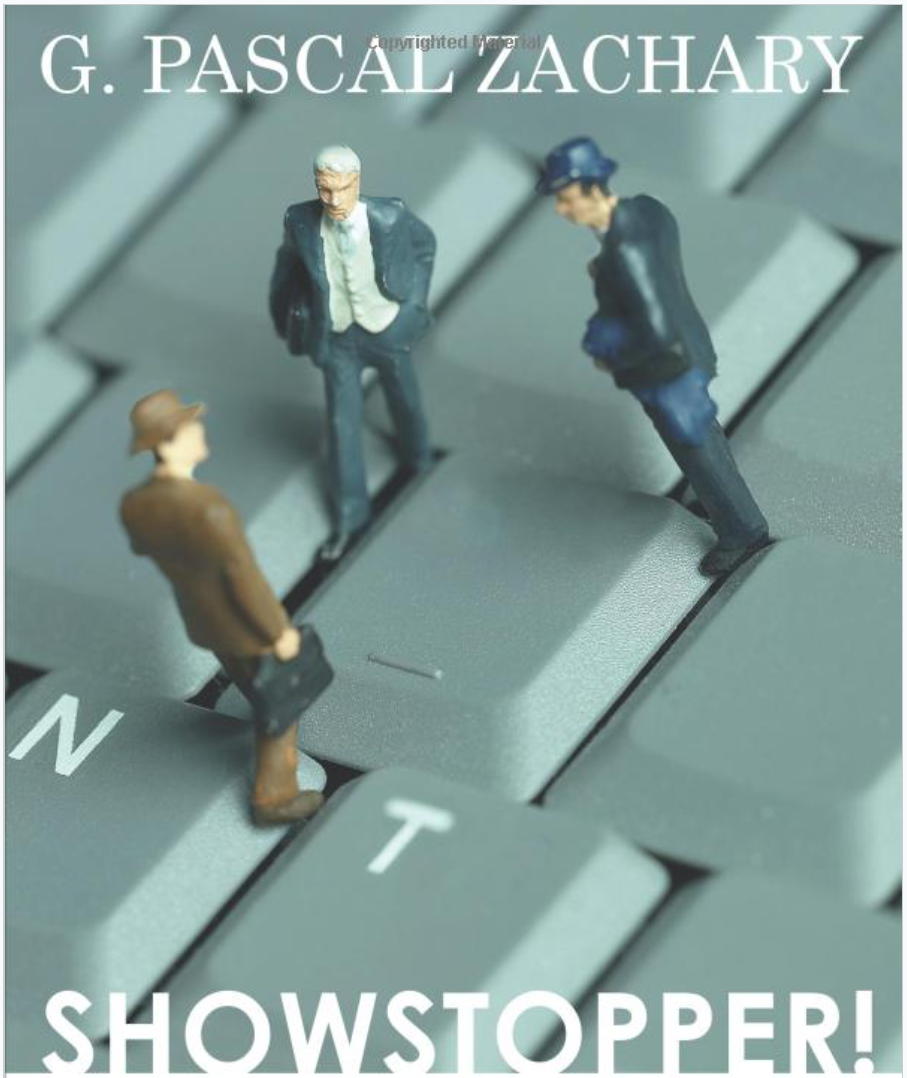 Copyrighted Material
G. PASCAL ZACHARY
N
T
SHOWSTOPPER!